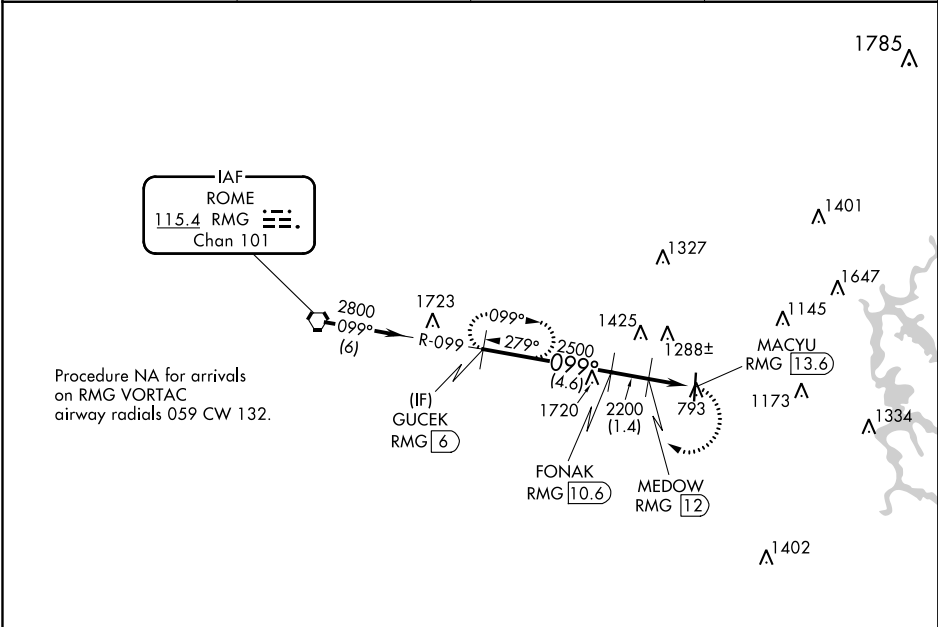 1785
IAF
ROME
115.4 RMG
Chan 101
1401
1327
1647
2800
099°
(6)
1723
R-099
099°
279°
2500
099°
(4.6)
1425
1288±
1145
MACYU
RMG 13.6
Procedure NA for arrivals
on RMG VORTAC
airway radials 059 CW 132.
(IF)
GUCEK
RMG 6
1720
2200
(1.4)
793
1173
1334
FONAK
RMG 10.6
MEDOW
RMG 12
1402